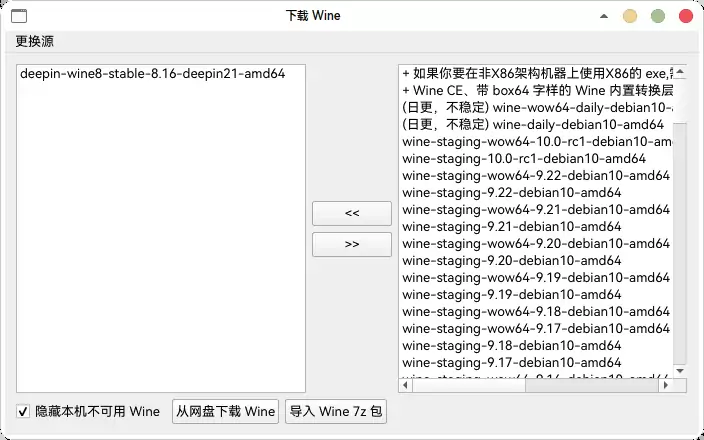 下载 Wine
更换源
deepin-wine8-stable-8.16-deepin21-amd64
<<
>>
+ 如果你要在非X86架构机器上使用X86的 exe,
+ Wine CE、带 box64 字样的 Wine 内置转换层
(日更，不稳定) wine-wow64-daily-debian10-
(日更，不稳定) wine-daily-debian10-amd64
wine-staging-wow64-10.0-rc1-debian10-am
wine-staging-10.0-rc1-debian10-amd64
wine-staging-wow64-9.22-debian10-amd64
wine-staging-9.22-debian10-amd64
wine-staging-wow64-9.21-debian10-amd64
wine-staging-9.21-debian10-amd64
wine-staging-wow64-9.20-debian10-amd64
wine-staging-9.20-debian10-amd64
wine-staging-wow64-9.19-debian10-amd64
wine-staging-9.19-debian10-amd64
wine-staging-wow64-9.18-debian10-amd64
wine-staging-wow64-9.17-debian10-amd64
wine-staging-9.18-debian10-amd64
wine-staging-9.17-debian10-amd64
隐藏本机不可用 Wine
从网盘下载 Wine
导入 Wine 7z 包